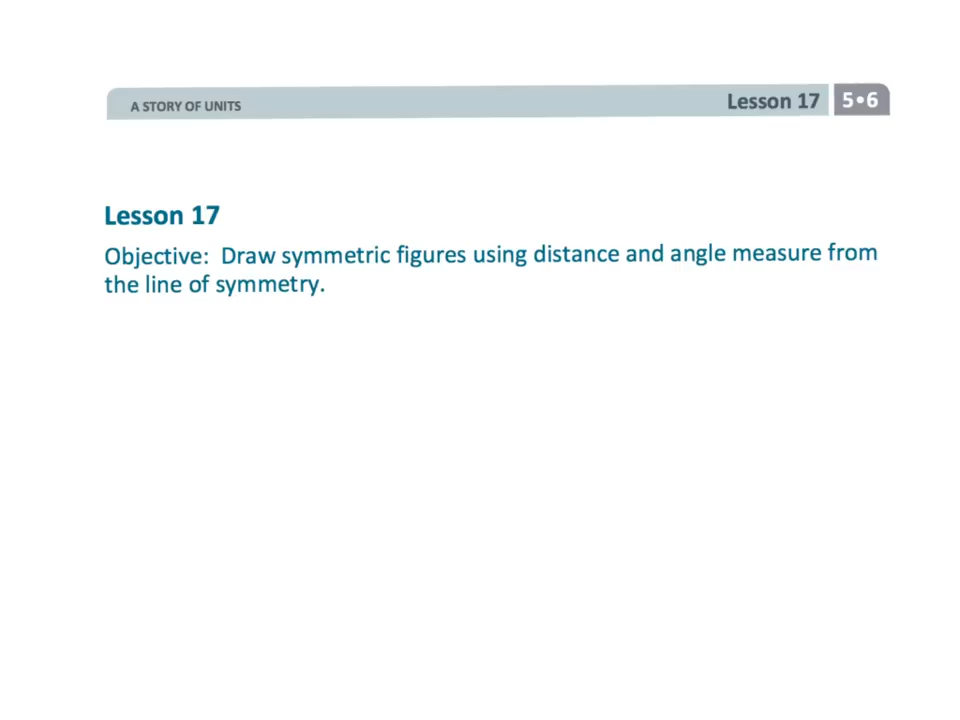 A STORY OF UNITS
Lesson 17 5•6
Lesson 17
Objective: Draw symmetric figures using distance and angle measure from
the line of symmetry.